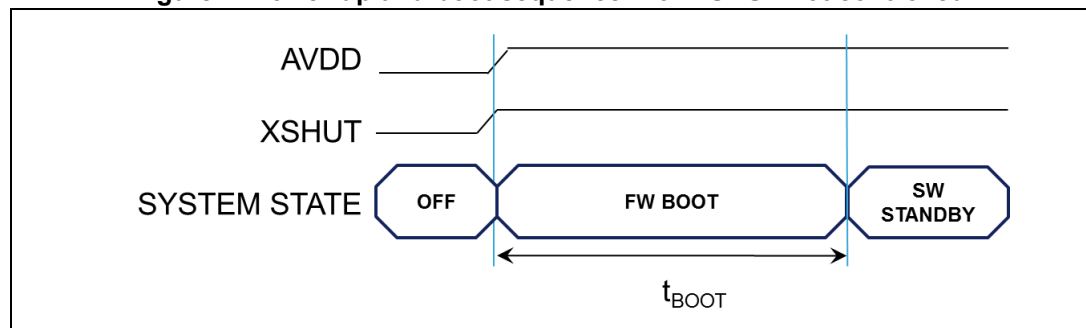 AVDD
XSHUT
SYSTEM STATE
OFF
FW BOOT
SW
STANDBY
tBOOT